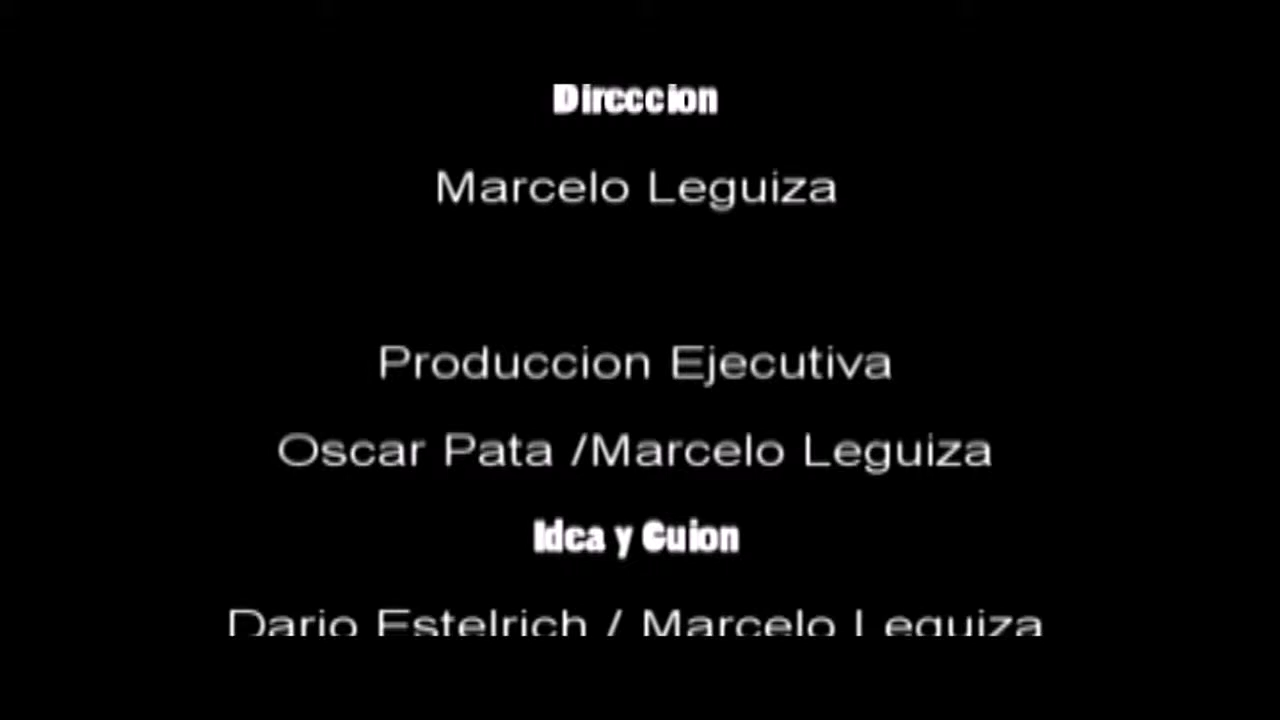 Direccion
Marcelo Leguiza
Produccion Ejecutiva
Oscar Pata /Marcelo Leguiza
Idea y Guion
Dario Estelrich / Marcelo Leguiza